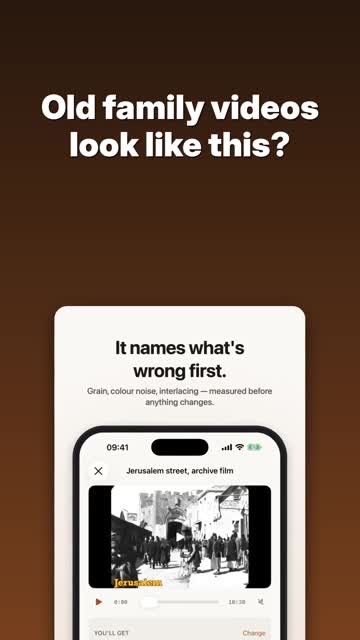 Old family videos
look like this?
It names what's
wrong first.
Grain, colour noise, interlacing — measured before
anything changes.
09:41
Jerusalem street, archive film
Jerusalem
0:00
10:30
YOU'LL GET
Change